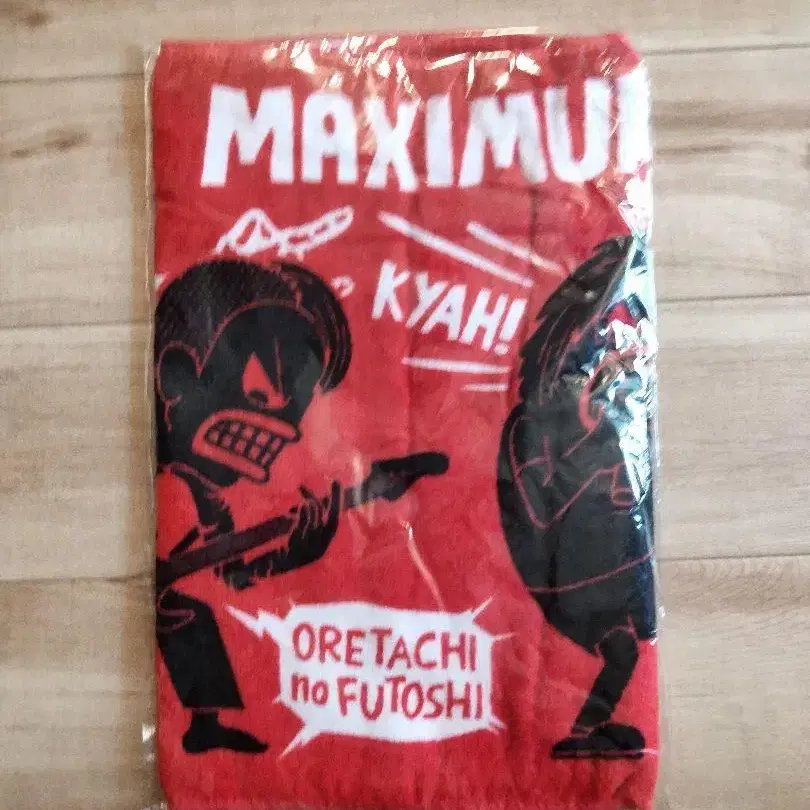 MAXIMU
KYAH!
ORETACHI
no FUTOSHI